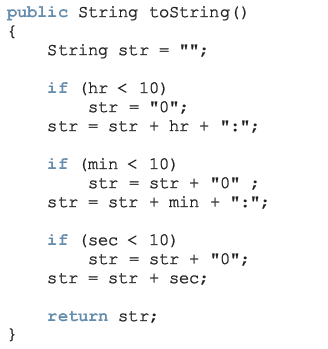 public String toString()
{
    String str = "";
    if (hr < 10)
        str = "0";
    str = str + hr + ":";
    if (min < 10)
        str = str + "0" ;
    str = str + min + ":";
    if (sec < 10)
        str = str + "0";
    str = str + sec;
    return str;
}